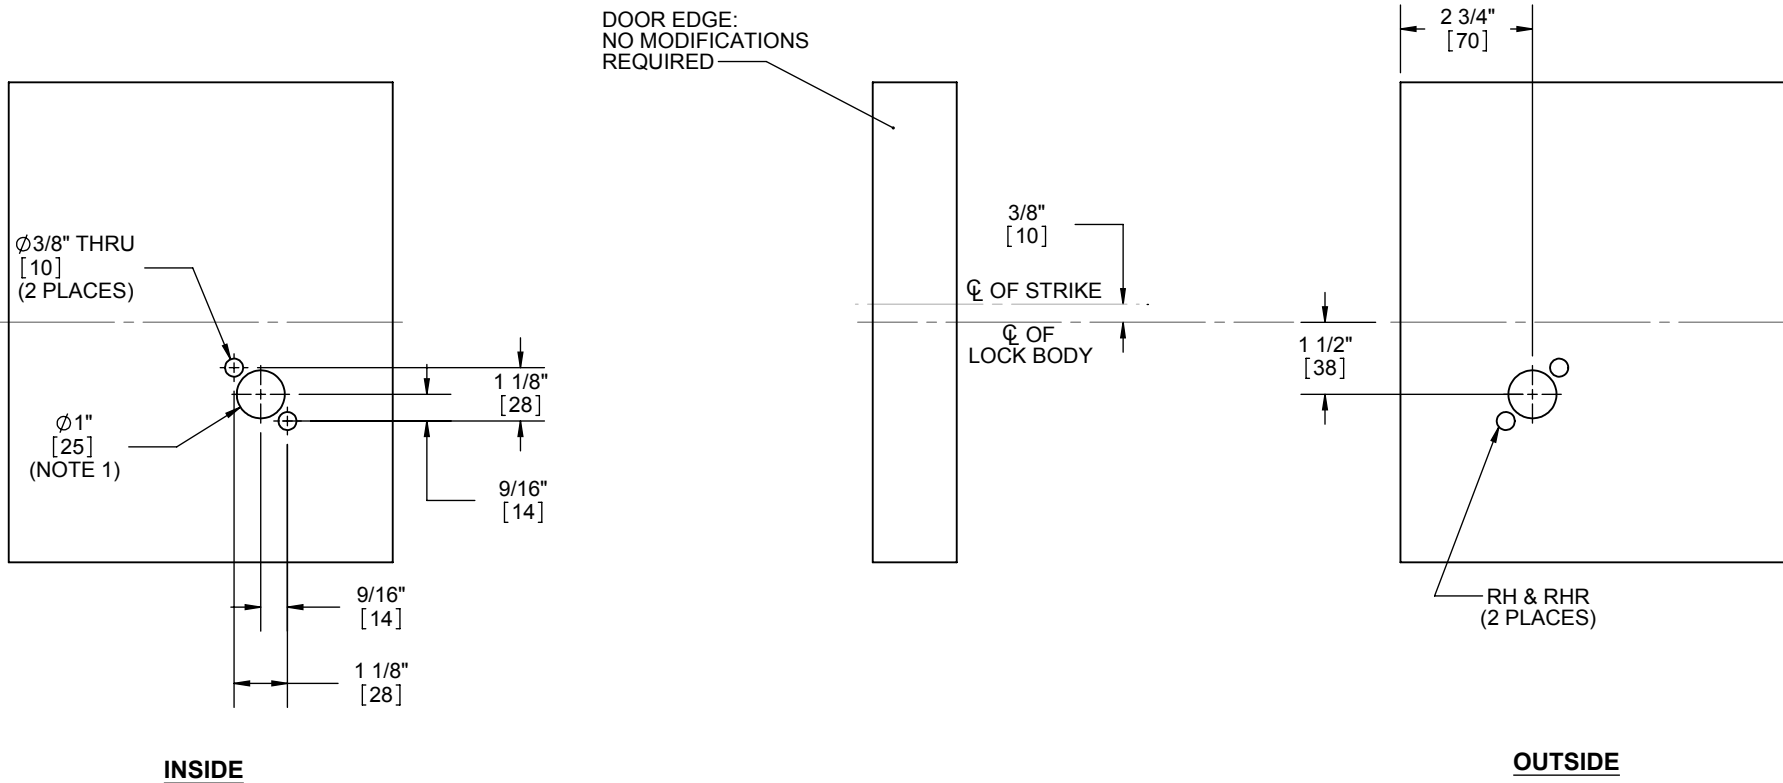 DOOR EDGE:
NO MODIFICATIONS
REQUIRED
2 3/4"
[70]
Ø3/8" THRU
[10]
(2 PLACES)
3/8"
[10]
℄ OF STRIKE
℄ OF
LOCK BODY
1 1/2"
[38]
1 1/8"
[28]
Ø1"
[25]
(NOTE 1)
9/16"
[14]
9/16"
[14]
RH & RHR
(2 PLACES)
1 1/8"
[28]
INSIDE
OUTSIDE